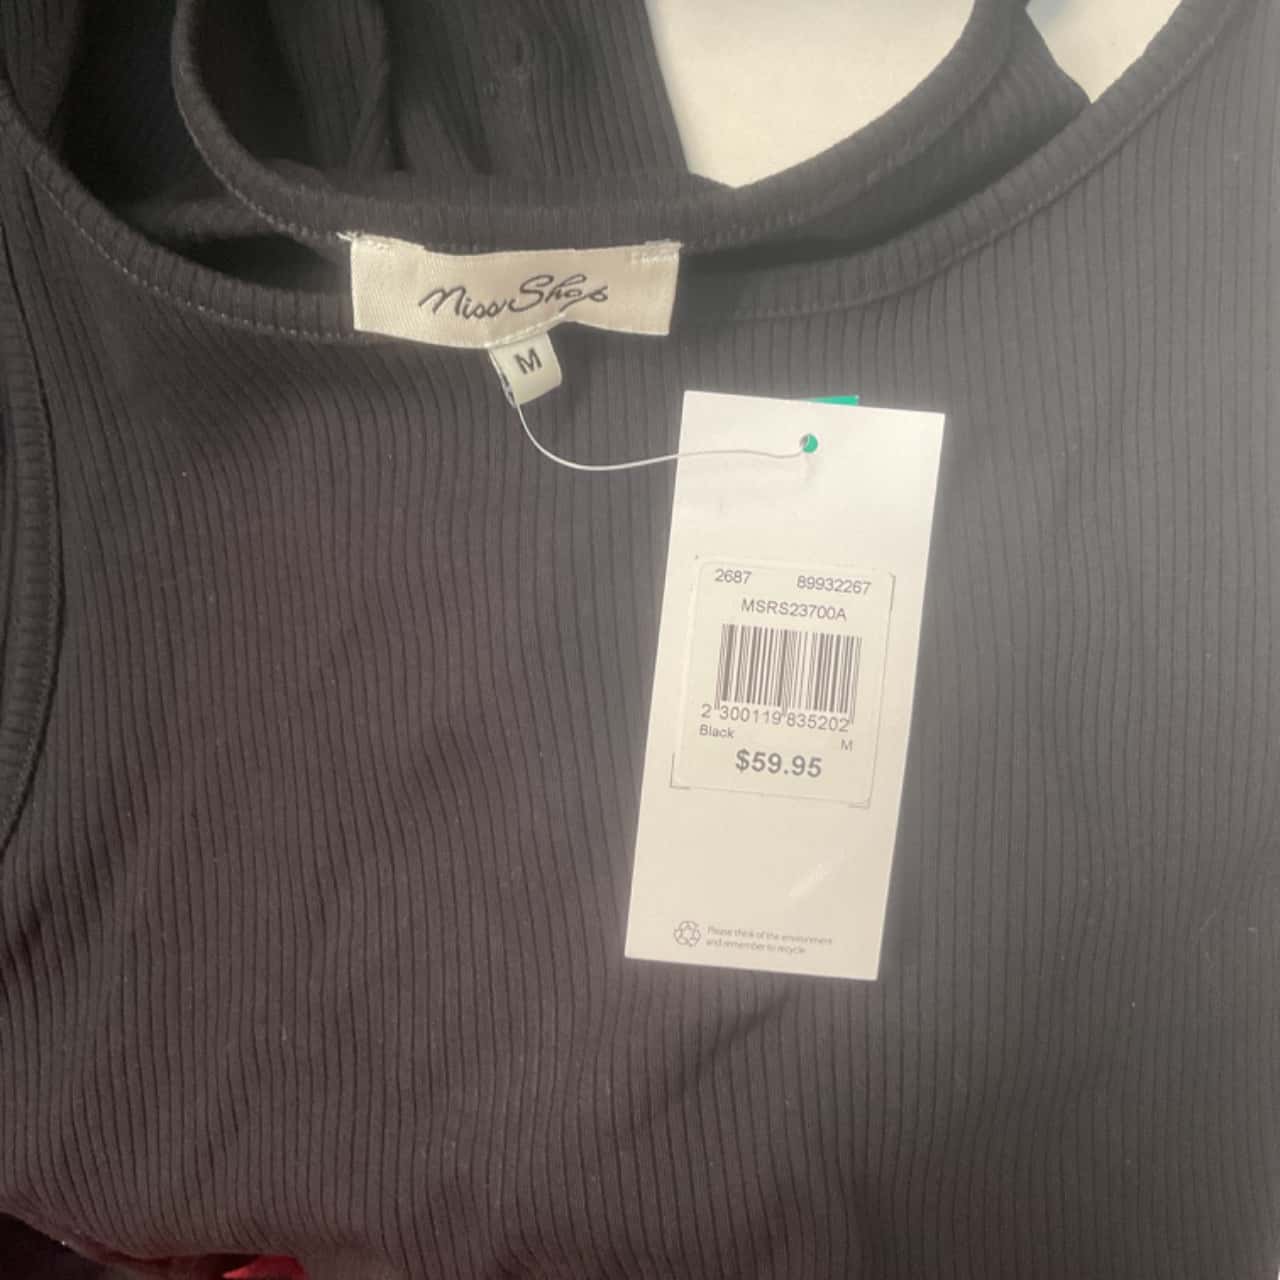 Miss Shop
M
2687 89932267
MSRS23700A
2 300119 835202
Black M
$59.95
Please think of the environment
and remember to recycle